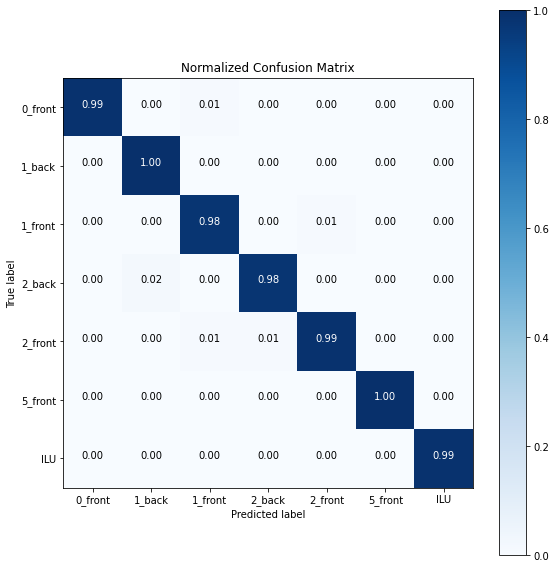 Normalized Confusion Matrix
1.0
0_front 0.99 0.00 0.01 0.00 0.00 0.00 0.00
1_back 0.00 1.00 0.00 0.00 0.00 0.00 0.00
0.8
1_front 0.00 0.00 0.98 0.00 0.01 0.00 0.00
0.6
2_back 0.00 0.02 0.00 0.98 0.00 0.00 0.00
True label
2_front 0.00 0.00 0.01 0.01 0.99 0.00 0.00
0.4
5_front 0.00 0.00 0.00 0.00 0.00 1.00 0.00
0.2
ILU 0.00 0.00 0.00 0.00 0.00 0.00 0.99
0_front 1_back 1_front 2_back 2_front 5_front ILU
Predicted label
0.0